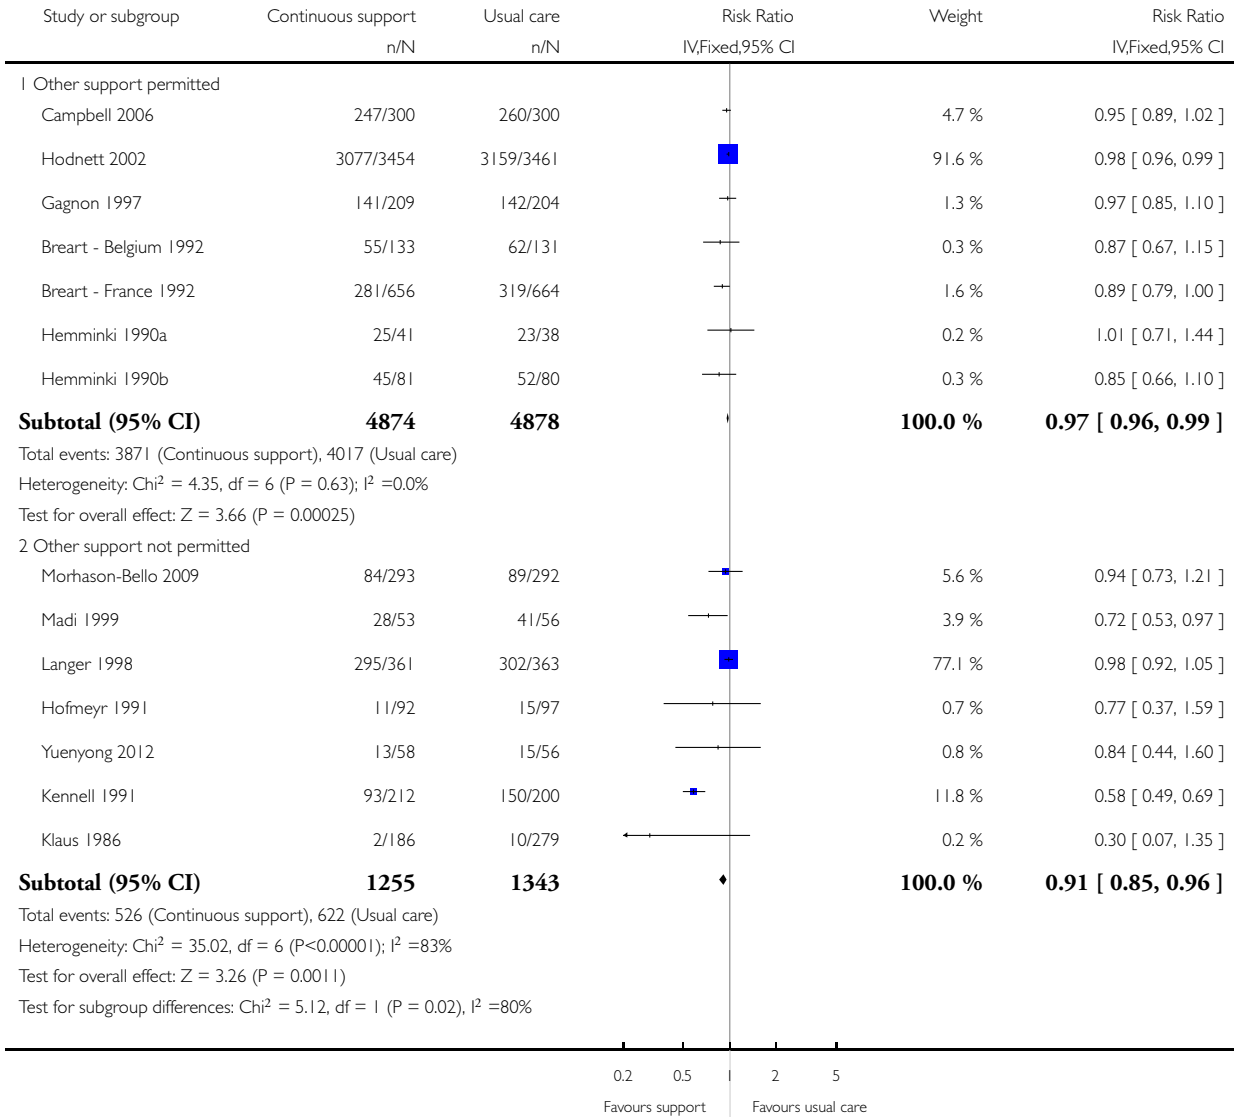 Study or subgroup Continuous support Usual care Risk Ratio Weight Risk Ratio
n/N n/N IV,Fixed,95% CI IV,Fixed,95% CI
1 Other support permitted
Campbell 2006 247/300 260/300 4.7 % 0.95 [ 0.89, 1.02 ]
Hodnett 2002 3077/3454 3159/3461 91.6 % 0.98 [ 0.96, 0.99 ]
Gagnon 1997 141/209 142/204 1.3 % 0.97 [ 0.85, 1.10 ]
Breart - Belgium 1992 55/133 62/131 0.3 % 0.87 [ 0.67, 1.15 ]
Breart - France 1992 281/656 319/664 1.6 % 0.89 [ 0.79, 1.00 ]
Hemminki 1990a 25/41 23/38 0.2 % 1.01 [ 0.71, 1.44 ]
Hemminki 1990b 45/81 52/80 0.3 % 0.85 [ 0.66, 1.10 ]
Subtotal (95% CI) 4874 4878 100.0 % 0.97 [ 0.96, 0.99 ]
Total events: 3871 (Continuous support), 4017 (Usual care)
Heterogeneity: Chi² = 4.35, df = 6 (P = 0.63); I² =0.0%
Test for overall effect: Z = 3.66 (P = 0.00025)
2 Other support not permitted
Morhason-Bello 2009 84/293 89/292 5.6 % 0.94 [ 0.73, 1.21 ]
Madi 1999 28/53 41/56 3.9 % 0.72 [ 0.53, 0.97 ]
Langer 1998 295/361 302/363 77.1 % 0.98 [ 0.92, 1.05 ]
Hofmeyr 1991 11/92 15/97 0.7 % 0.77 [ 0.37, 1.59 ]
Yuenyong 2012 13/58 15/56 0.8 % 0.84 [ 0.44, 1.60 ]
Kennell 1991 93/212 150/200 11.8 % 0.58 [ 0.49, 0.69 ]
Klaus 1986 2/186 10/279 0.2 % 0.30 [ 0.07, 1.35 ]
Subtotal (95% CI) 1255 1343 100.0 % 0.91 [ 0.85, 0.96 ]
Total events: 526 (Continuous support), 622 (Usual care)
Heterogeneity: Chi² = 35.02, df = 6 (P<0.00001); I² =83%
Test for overall effect: Z = 3.26 (P = 0.0011)
Test for subgroup differences: Chi² = 5.12, df = 1 (P = 0.02), I² =80%
0.2 0.5 1 2 5
Favours support Favours usual care